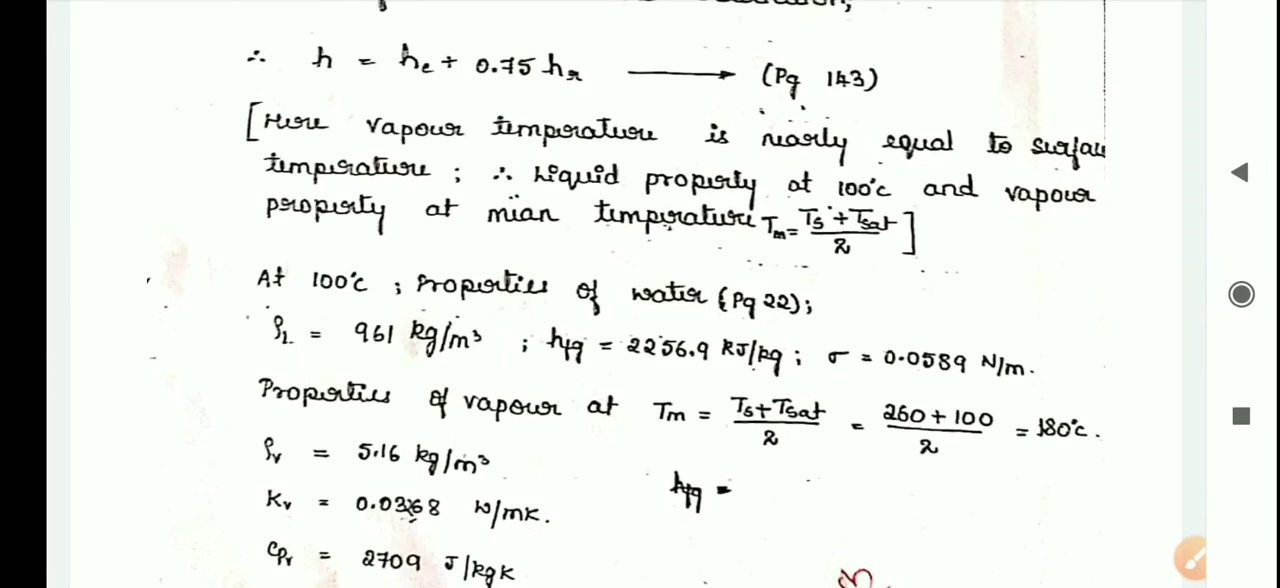 ∴ h = hc + 0.75 hr ⟶ (Pg 143)
[Here vapour temperature is nearly equal to surface
temperature ; ∴ Liquid property at 100°c and vapour
property at mian temperature Tm = (Ts + Tsat)/2 ]
At 100°c ; Properties of water (Pg 22);
ρL = 961 kg/m³ ; hfg = 2256.9 KJ/kg ; σ = 0.0589 N/m.
Properties of vapour at Tm = (Ts+Tsat)/2 = (260+100)/2 = 180°c.
ρv = 5.16 kg/m³
hfg =
Kv = 0.03268 w/mk.
Cpv = 2709 J/kgK